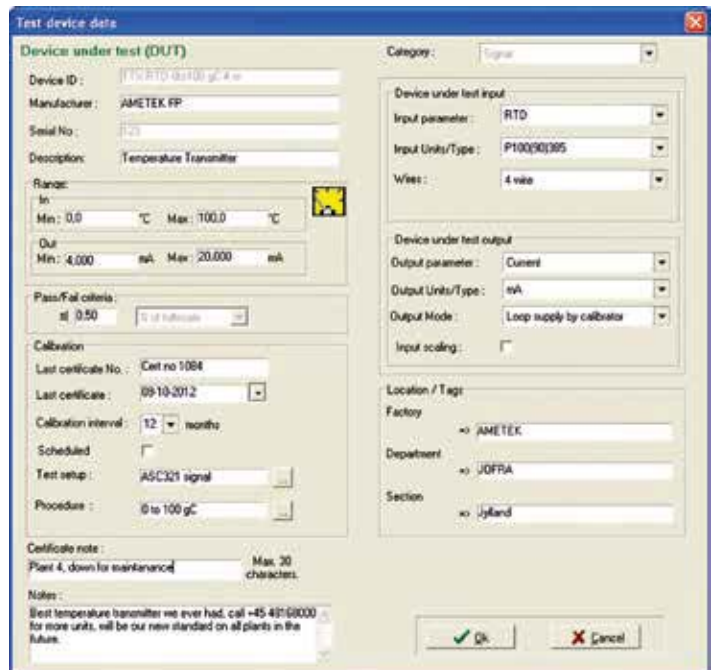 Test device data
Device under test (DUT)
Device ID :
Manufacturer : AMETEK FP
Serial No : 123
Description: Temperature Transmitter
Range:
In
Min : 0,0 °C Max : 100,0 °C
Out
Min : 4,000 mA Max : 20,000 mA
Pass/Fail criteria :
0,50 % of fullscale
Calibration
Last certificate No. : Cert no 1084
Last certificate : 09-10-2012
Calibration interval : 12 months
Scheduled
Test setup : ASC321 signal ...
Procedure : 0 to 100 gC ...
Certificate note :
Plant 4, down for maintanance
Max. 30
characters.
Notes :
Best temperature transmitter we ever had, call +45 48168000
for more units, will be our new standard on all plants in the
future.
Category : Signal
Device under test input
Input parameter : RTD
Input Units/Type : P100(90)385
Wires : 4 wire
Device under test output
Output parameter : Current
Output Units/Type : mA
Output Mode : Loop supply by calibrator
Input scaling :
Location / Tags
Factory
=> AMETEK
Department
=> JOFRA
Section
=> Jylland
Ok
Cancel